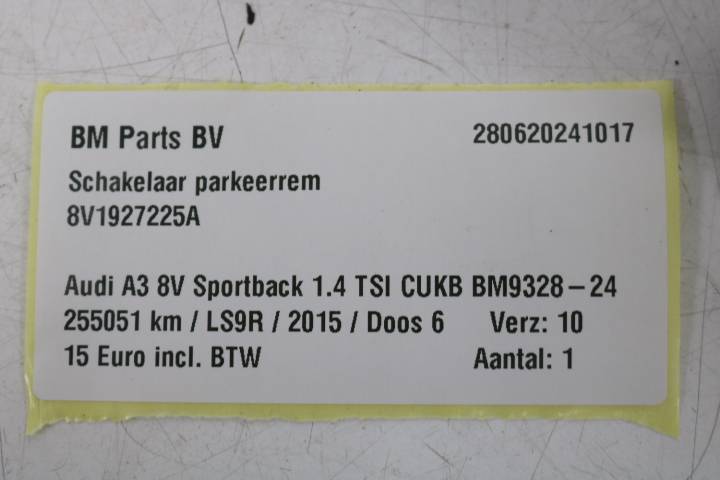 BM Parts BV 280620241017
Schakelaar parkeerrem
8V1927225A
Audi A3 8V Sportback 1.4 TSI CUKB BM9328-24
255051 km / LS9R / 2015 / Doos 6 Verz: 10
15 Euro incl. BTW Aantal: 1